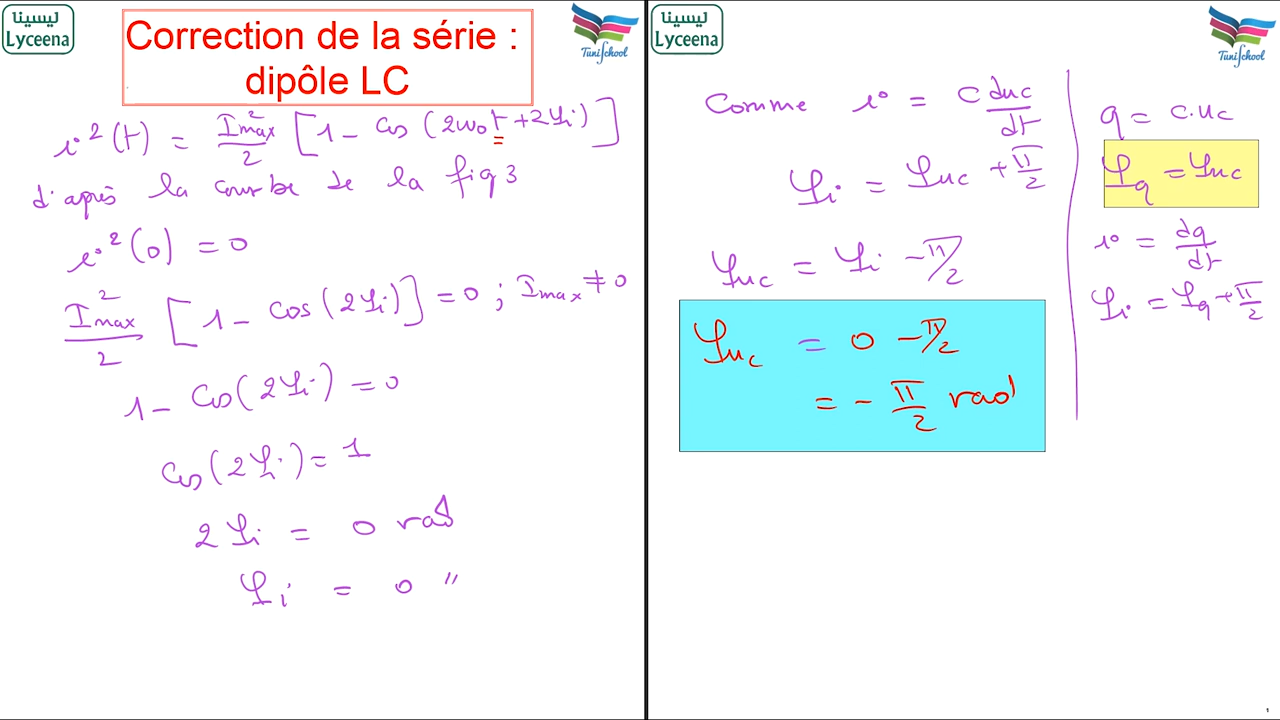 ليسينا
Lyceena
Correction de la série :
dipôle LC
TuniSchool
i²(t) = Imax²/2 [1 - cos(2ω₀t + 2φi)]
d'après la courbe de la fig 3
i²(0) = 0
Imax²/2 [1 - cos(2φi)] = 0 ; Imax ≠ 0
1 - cos(2φi) = 0
cos(2φi) = 1
2φi = 0 rad
φi = 0 "
ليسينا
Lyceena
TuniSchool
Comme i = C duc/dt
φi = φuc + π/2
φuc = φi - π/2
φuc = 0 - π/2
= - π/2 rad
q = C.uc
φq = φuc
i = dq/dt
φi = φq + π/2
1